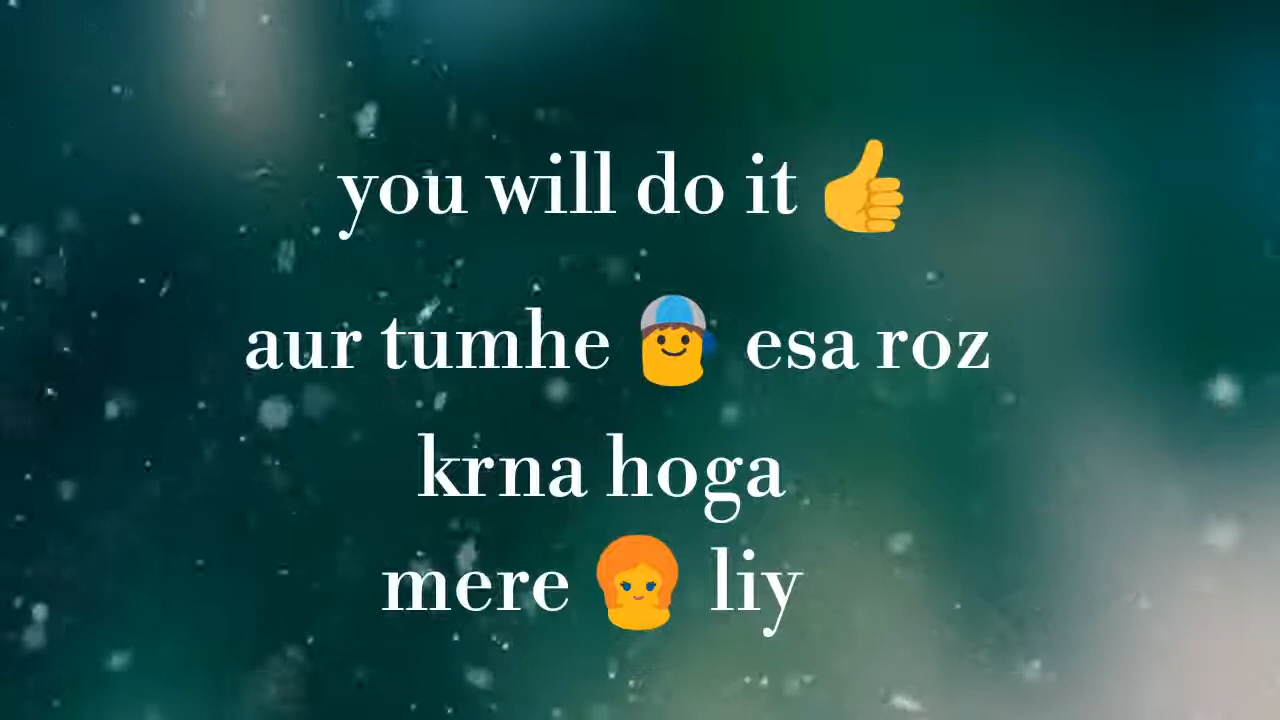 you will do it 👍
aur tumhe 👦 esa roz
krna hoga
mere 👩 liy